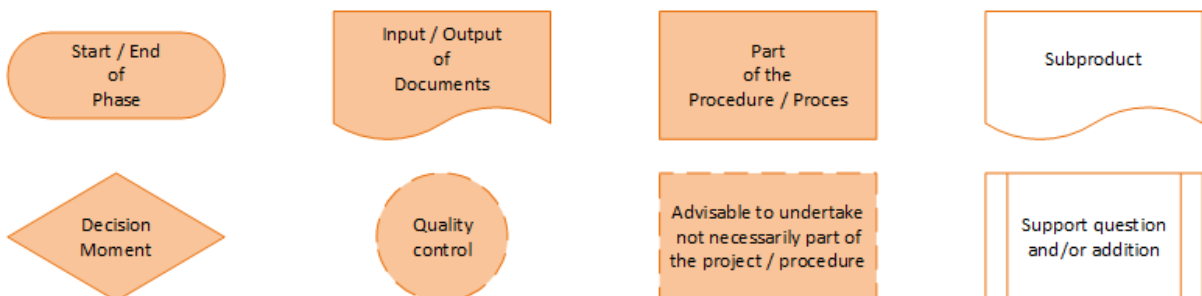 Start / End
of
Phase
Input / Output
of
Documents
Part
of the
Procedure / Proces
Subproduct
Decision
Moment
Quality
control
Advisable to undertake
not necessarily part of
the project / procedure
Support question
and/or addition